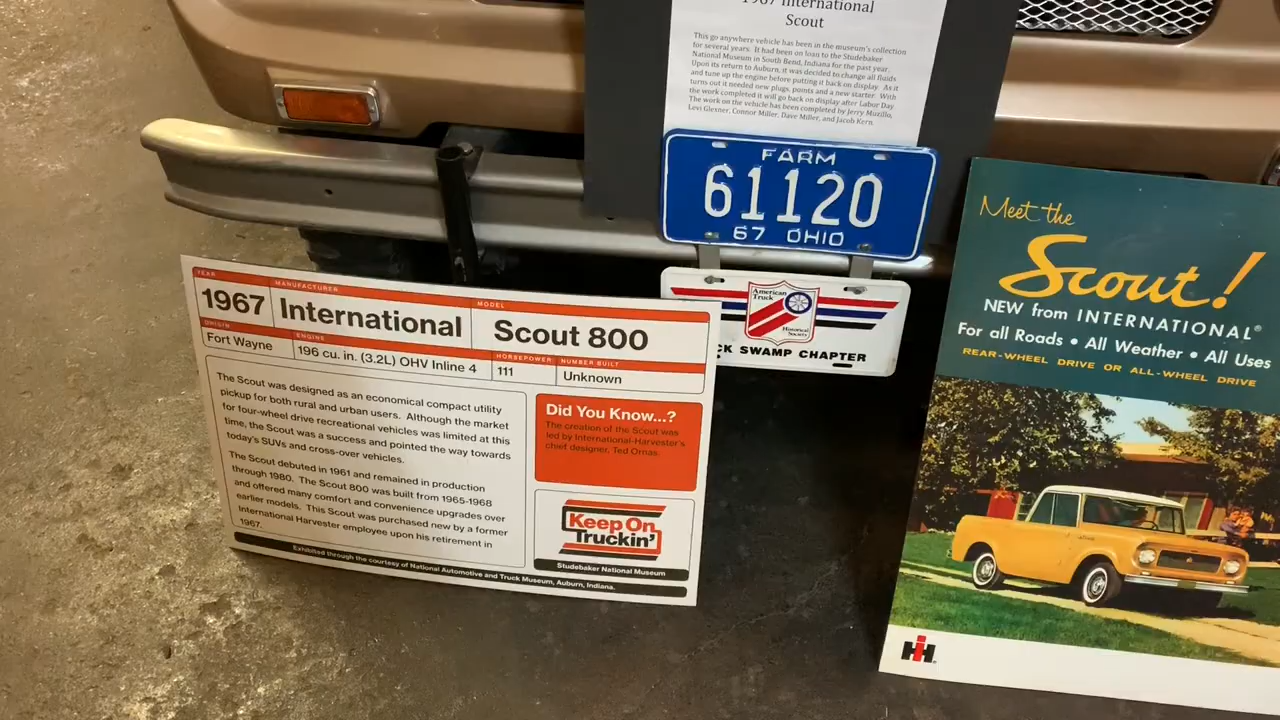 1967 International
Scout
This go anywhere vehicle has been in the museum's collection
for several years. It had been on loan to the Studebaker
National Museum in South Bend, Indiana for the past year.
Upon its return to Auburn, it was decided to change all fluids
and tune up the engine before putting it back on display. As it
turns out it needed new plugs, points and a new starter. With
the work completed it will go back on display after Labor Day
The work on the vehicle has been completed by Jerry Muzillo,
Levi Glexner, Connor Miller, Dave Miller, and Jacob Kern.
FARM
61120
67 OHIO
American
Truck
Historical
Society
CK SWAMP CHAPTER
YEAR
MANUFACTURER
MODEL
1967
International
Scout 800
ORIGIN
ENGINE
HORSEPOWER
NUMBER BUILT
Fort Wayne
196 cu. in. (3.2L) OHV Inline 4
111
Unknown
The Scout was designed as an economical compact utility
pickup for both rural and urban users. Although the market
for four-wheel drive recreational vehicles was limited at this
time, the Scout was a success and pointed the way towards
today's SUVs and cross-over vehicles.
The Scout debuted in 1961 and remained in production
through 1980. The Scout 800 was built from 1965-1968
and offered many comfort and convenience upgrades over
earlier models. This Scout was purchased new by a former
International Harvester employee upon his retirement in
1967.
Did You Know...?
The creation of the Scout was
led by International-Harvester's
chief designer, Ted Ornas.
Keep On
Truckin'
Studebaker National Museum
Exhibited through the courtesy of National Automotive and Truck Museum, Auburn, Indiana.
Meet the
Scout!
NEW from INTERNATIONAL®
For all Roads • All Weather • All Uses
REAR-WHEEL DRIVE OR ALL-WHEEL DRIVE
IH®